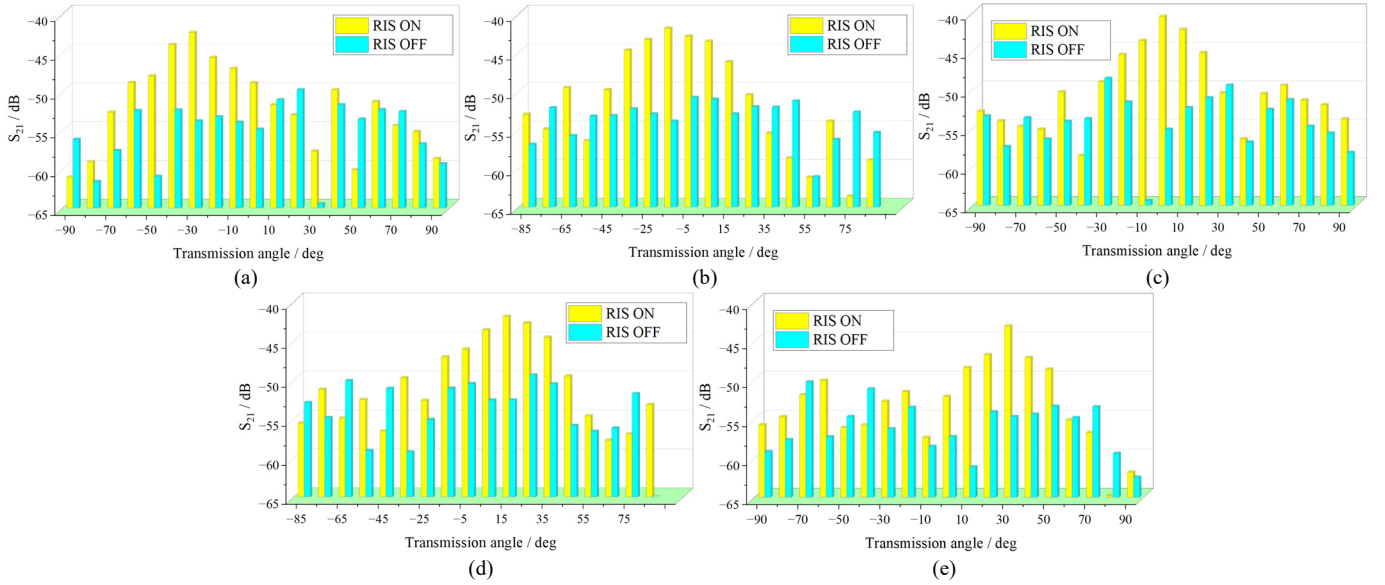 −40
−45
−50
−55
−60
−65
S21 / dB
RIS ON
RIS OFF
−90 −70 −50 −30 −10 10 30 50 70 90
Transmission angle / deg
(a)
−40
−45
−50
−55
−60
−65
S21 / dB
RIS ON
RIS OFF
−85 −65 −45 −25 −5 15 35 55 75
Transmission angle / deg
(b)
−40
−45
−50
−55
−60
−65
S21 / dB
RIS ON
RIS OFF
−90 −70 −50 −30 −10 10 30 50 70 90
Transmission angle / deg
(c)
−40
−45
−50
−55
−60
−65
S21 / dB
RIS ON
RIS OFF
−85 −65 −45 −25 −5 15 35 55 75
Transmission angle / deg
(d)
−40
−45
−50
−55
−60
−65
S21 / dB
RIS ON
RIS OFF
−90 −70 −50 −30 −10 10 30 50 70 90
Transmission angle / deg
(e)